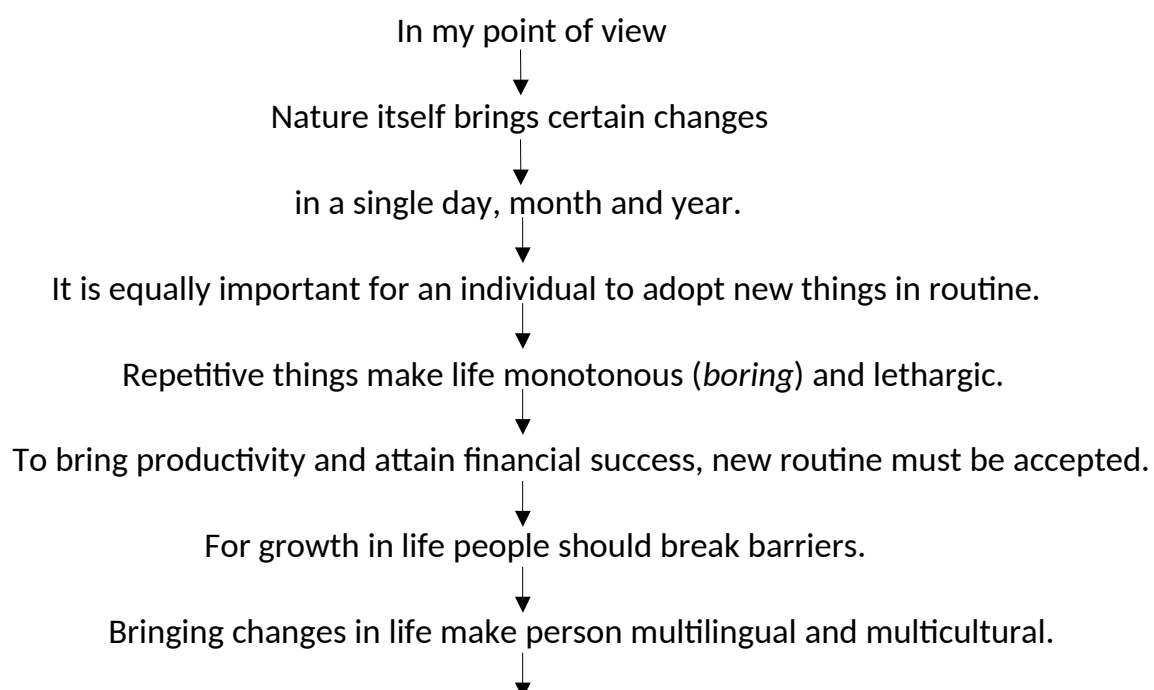 In my point of view
Nature itself brings certain changes
in a single day, month and year.
It is equally important for an individual to adopt new things in routine.
Repetitive things make life monotonous (boring) and lethargic.
To bring productivity and attain financial success, new routine must be accepted.
For growth in life people should break barriers.
Bringing changes in life make person multilingual and multicultural.